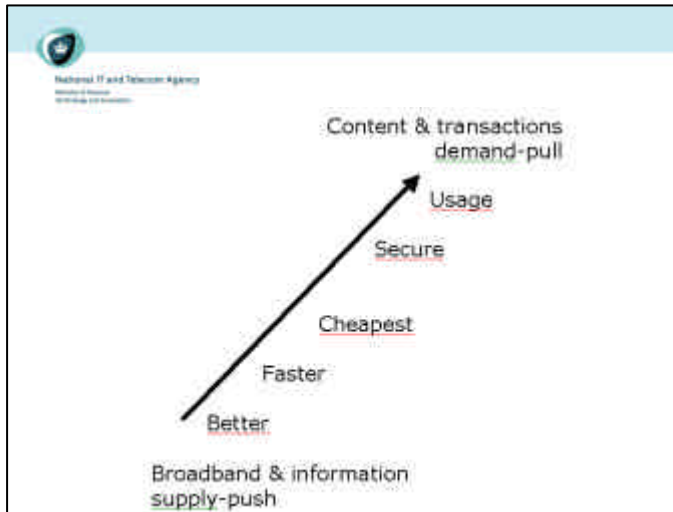 National IT and Telecom Agency
Content & transactions
demand-pull
Usage
Secure
Cheapest
Faster
Better
Broadband & information
supply-push